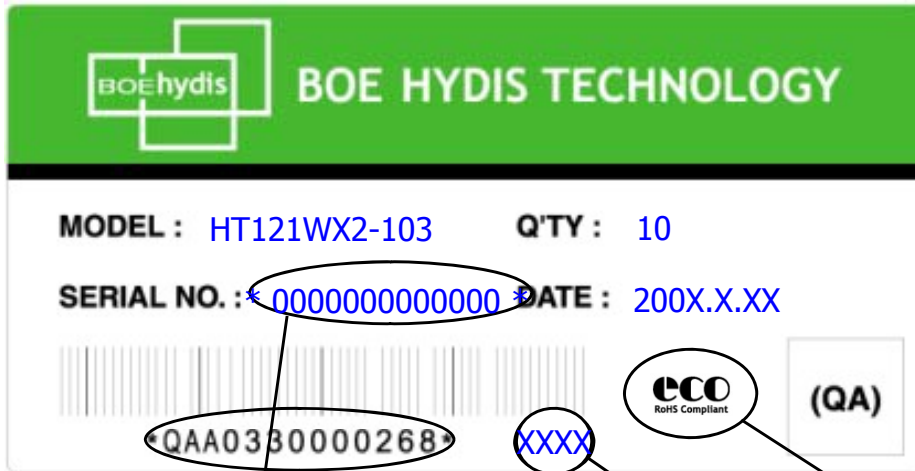 BOEhydis BOE HYDIS TECHNOLOGY
MODEL : HT121WX2-103 Q'TY : 10
SERIAL NO. : * 0000000000000 * DATE : 200X.X.XX
eco
RoHS Compliant
(QA)
*QAA0330000268* XXXX